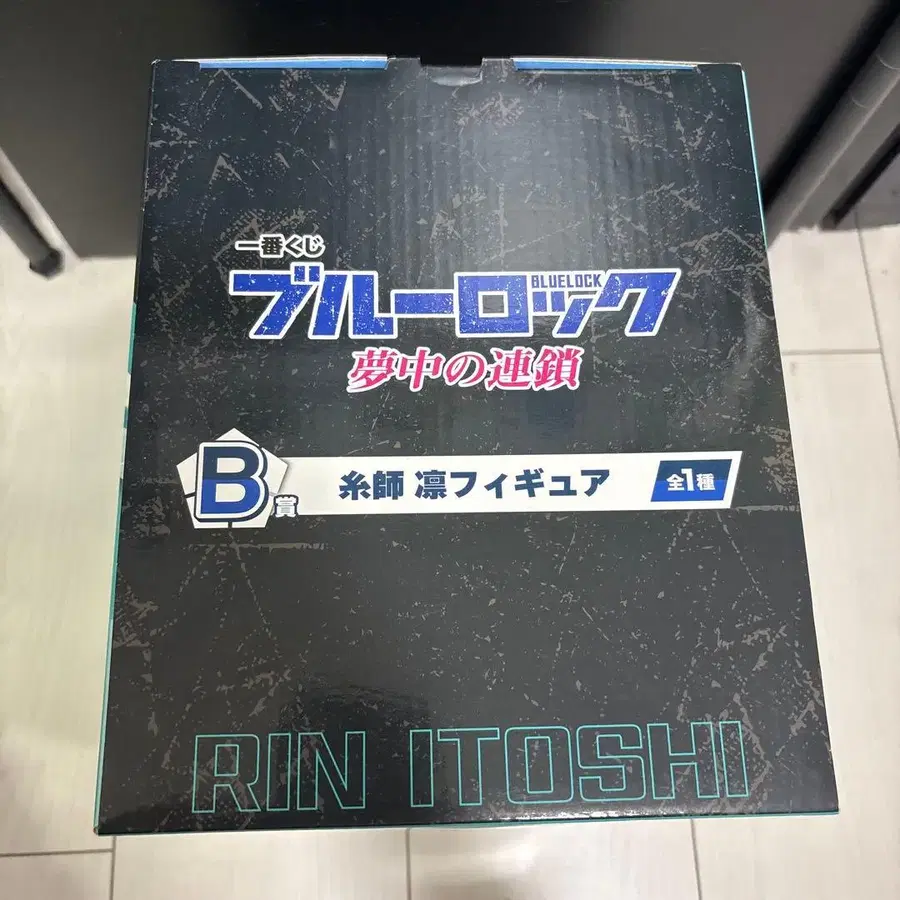 一番くじ
ブルーロック
BLUELOCK
夢中の連鎖
B賞 糸師 凛フィギュア 全1種
RIN ITOSHI